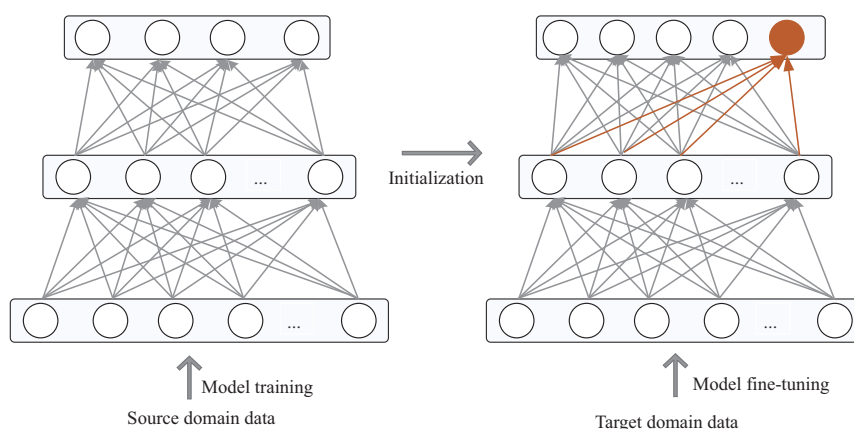 ...
...
Initialization
...
...
Model training
Model fine-tuning
Source domain data
Target domain data